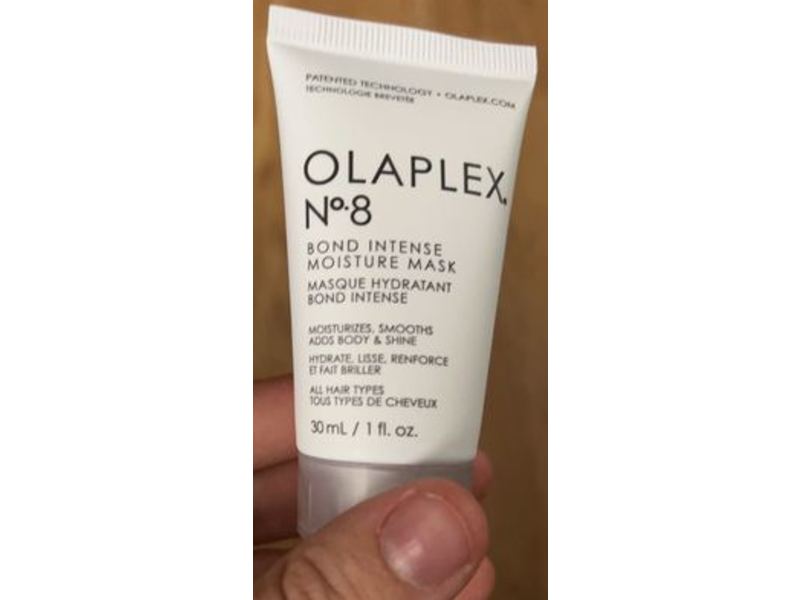 PATENTED TECHNOLOGY • OLAPLEX.COM
TECHNOLOGIE BREVETÉE
OLAPLEX.
Nº.8
BOND INTENSE
MOISTURE MASK
MASQUE HYDRATANT
BOND INTENSE
MOISTURIZES, SMOOTHS
ADDS BODY & SHINE
HYDRATE, LISSE, RENFORCE
ET FAIT BRILLER
ALL HAIR TYPES
TOUS TYPES DE CHEVEUX
30 mL / 1 fl. oz.